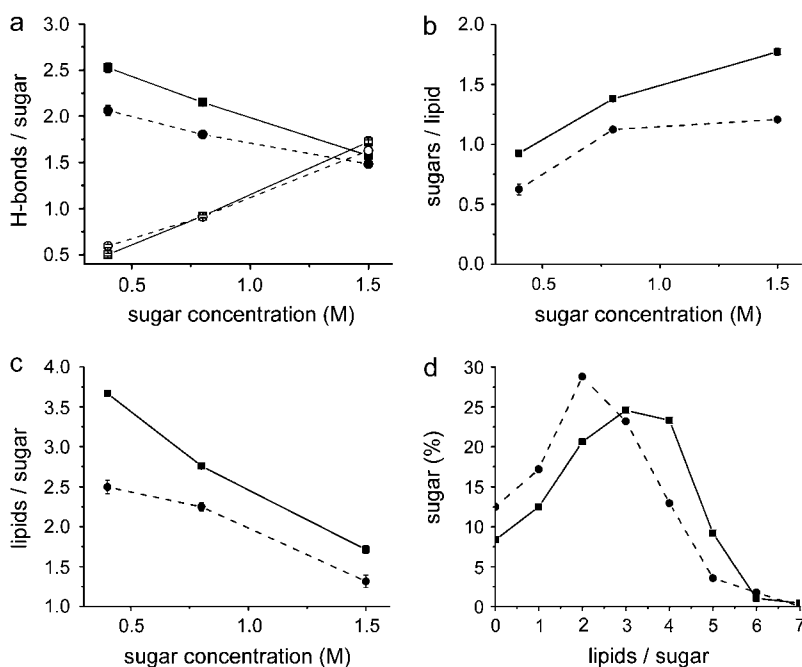 a
3.0
2.5
2.0
1.5
1.0
0.5
H-bonds / sugar
0.5 1.0 1.5
sugar concentration (M)
b
2.0
1.5
1.0
0.5
0.0
sugars / lipid
0.5 1.0 1.5
sugar concentration (M)
c
4.0
3.5
3.0
2.5
2.0
1.5
1.0
lipids / sugar
0.5 1.0 1.5
sugar concentration (M)
d
30
25
20
15
10
5
0
sugar (%)
0 1 2 3 4 5 6 7
lipids / sugar